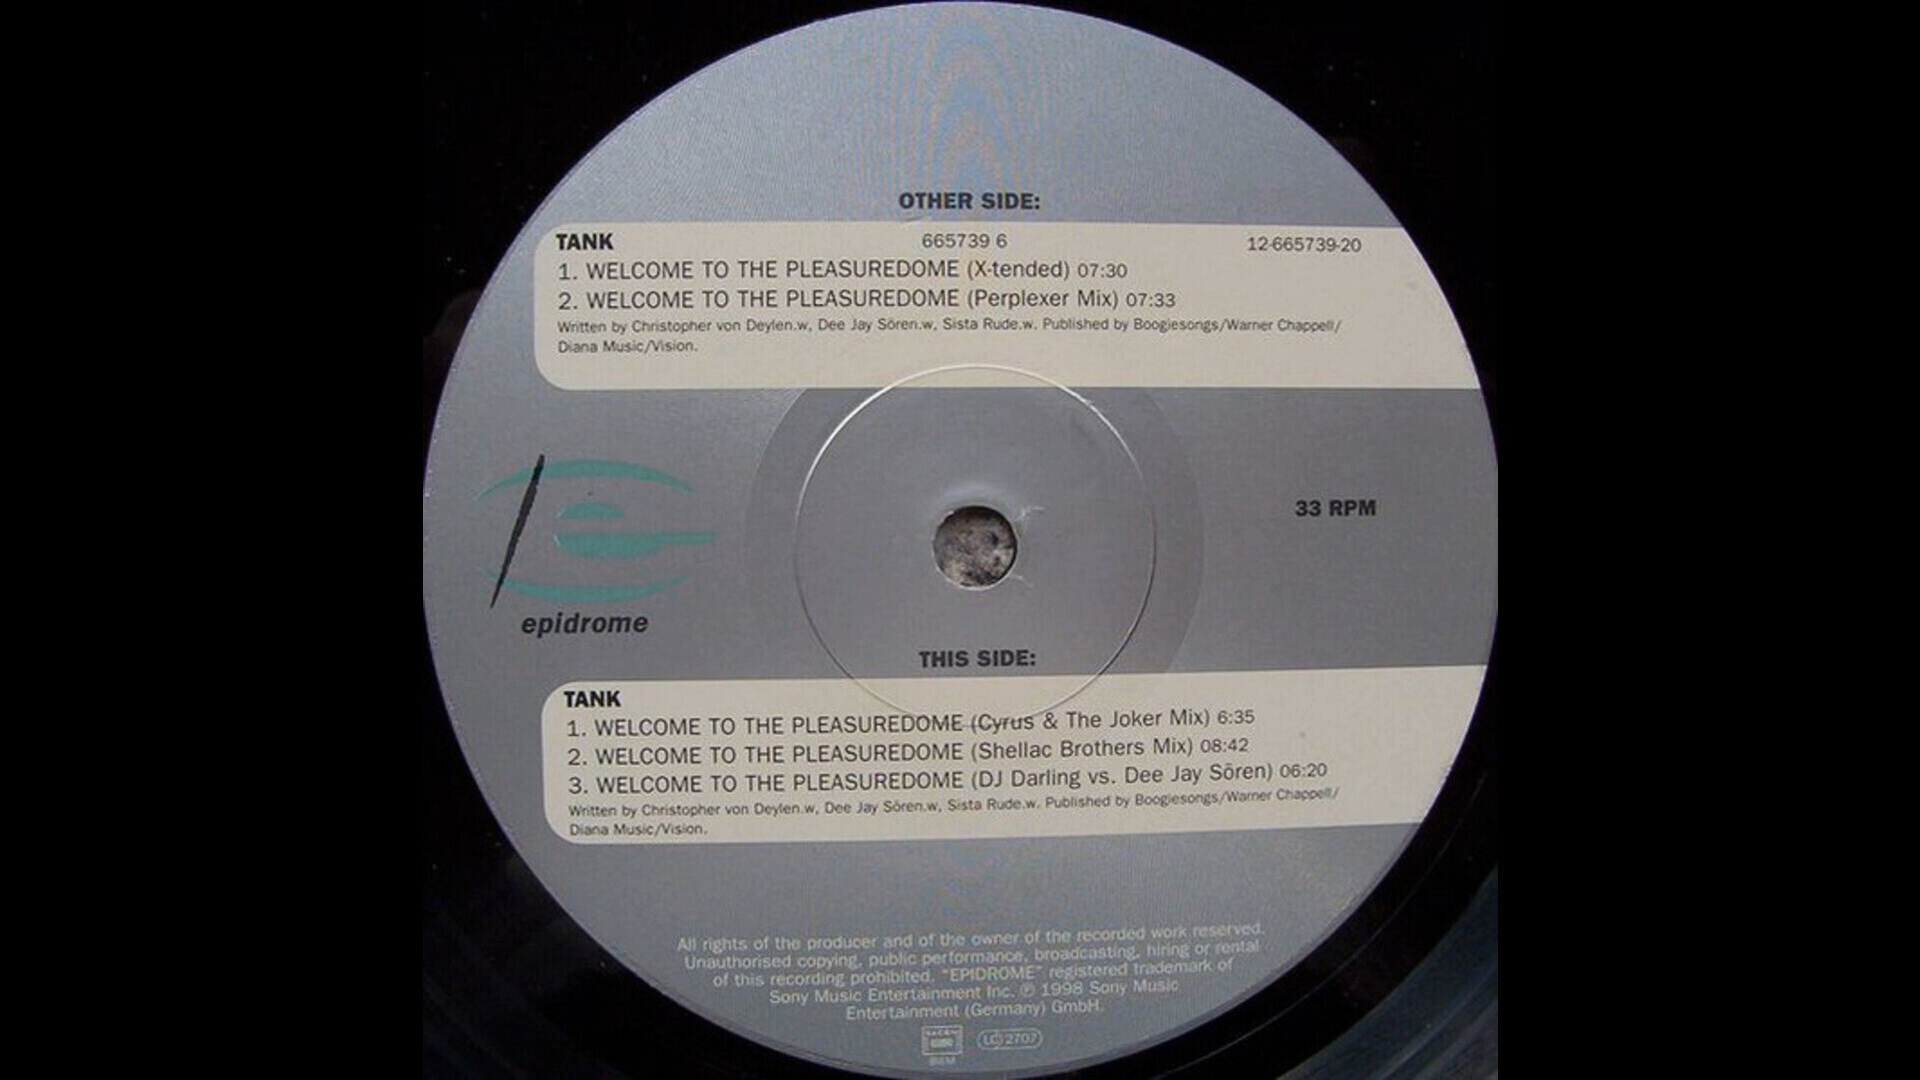 OTHER SIDE:
TANK 665739 6 12-665739-20
1. WELCOME TO THE PLEASUREDOME (X-tended) 07:30
2. WELCOME TO THE PLEASUREDOME (Perplexer Mix) 07:33
Written by Christopher von Deylen.w, Dee Jay Sören.w, Sista Rude.w. Published by Boogiesongs/Warner Chappell/
Diana Music/Vision.
33 RPM
epidrome
THIS SIDE:
TANK
1. WELCOME TO THE PLEASUREDOME (Cyrus & The Joker Mix) 6:35
2. WELCOME TO THE PLEASUREDOME (Shellac Brothers Mix) 08:42
3. WELCOME TO THE PLEASUREDOME (DJ Darling vs. Dee Jay Sören) 06:20
Written by Christopher von Deylen.w, Dee Jay Sören.w, Sista Rude.w. Published by Boogiesongs/Warner Chappell/
Diana Music/Vision.
All rights of the producer and of the owner of the recorded work reserved.
Unauthorised copying, public performance, broadcasting, hiring or rental
of this recording prohibited. "EPIDROME" registered trademark of
Sony Music Entertainment Inc. ℗ 1998 Sony Music
Entertainment (Germany) GmbH.
LC 2707